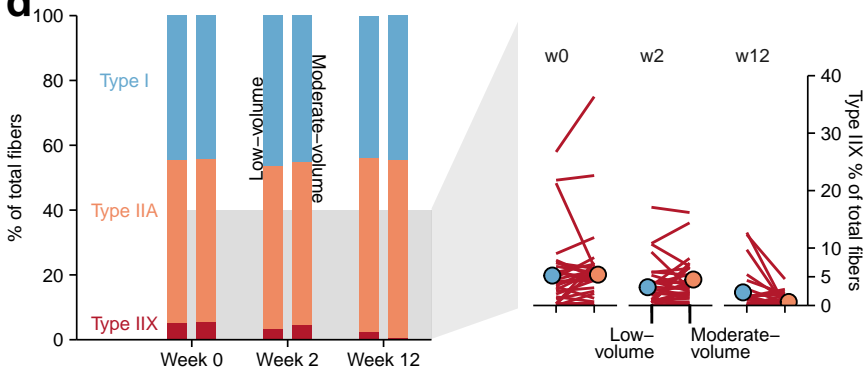 d
100
80
60
40
20
0
% of total fibers
Type I
Type IIA
Type IIX
Low−volume
Moderate−volume
Week 0
Week 2
Week 12
w0
w2
w12
40
30
20
10
5
0
Type IIX % of total fibers
Low−
volume
Moderate−
volume